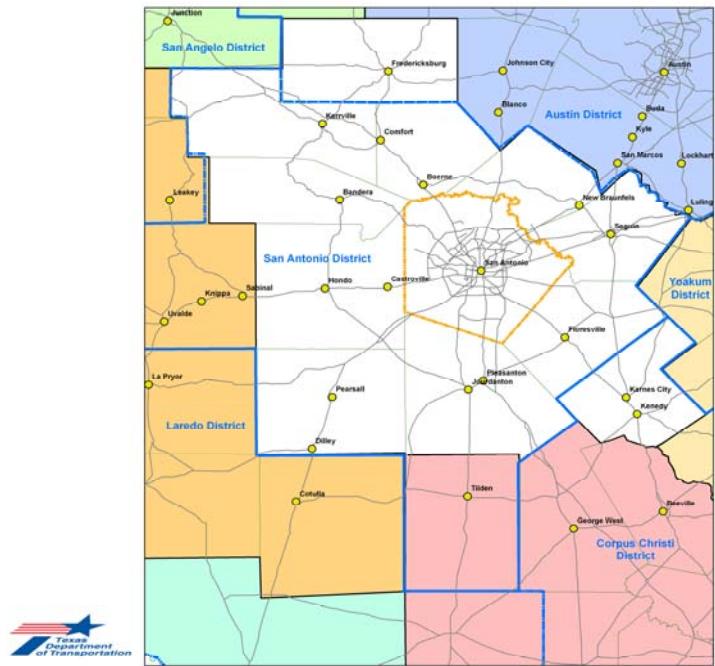 Junction
San Angelo District
Fredericksburg
Johnson City
Austin
Blanco
Austin District
Buda
Kyle
Kerrville
Comfort
San Marcos
Lockhart
Boerne
Leakey
Bandera
New Braunfels
Luling
Seguin
San Antonio District
San Antonio
Castroville
Hondo
Sabinal
Knippa
Uvalde
Yoakum
District
Floresville
La Pryor
Pearsall
Pleasanton
Jourdanton
Karnes City
Kenedy
Laredo District
Dilley
Cotulla
Tilden
Beeville
George West
Corpus Christi
District
Texas
Department
of Transportation